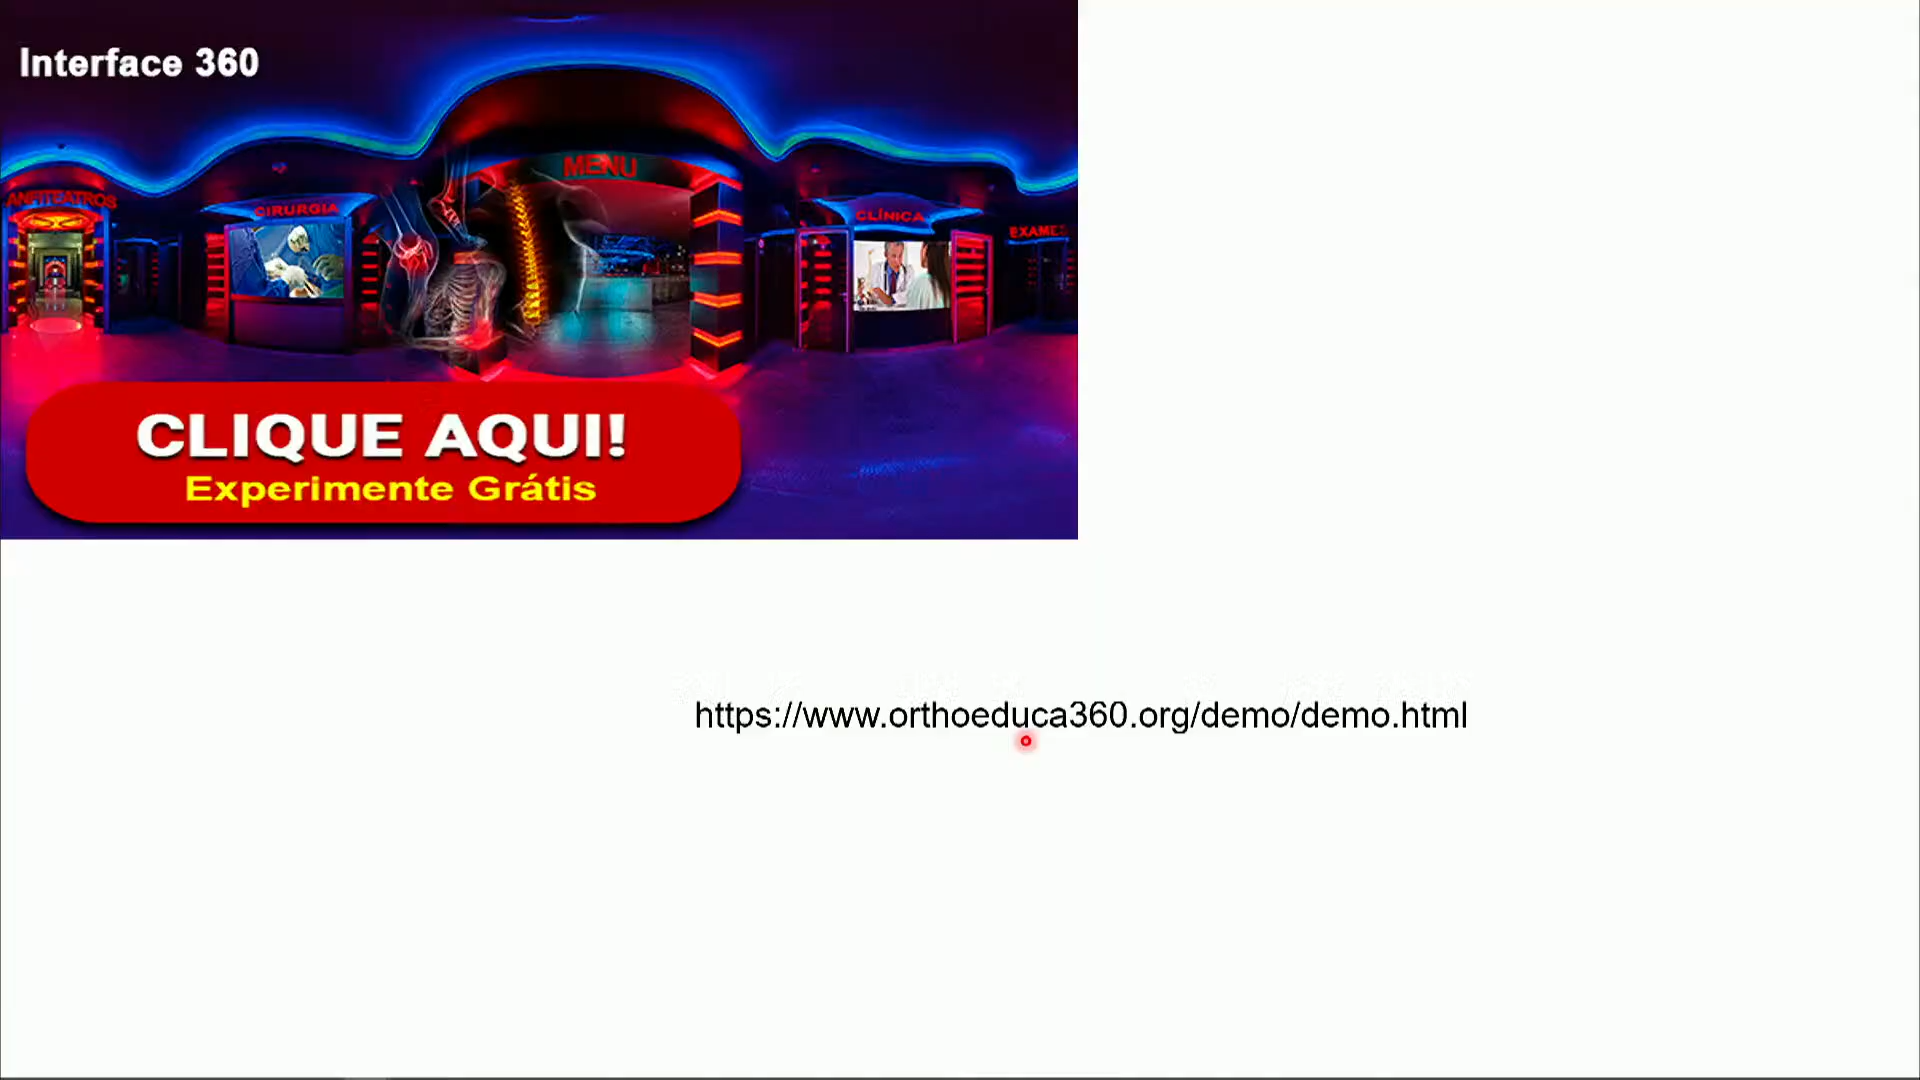 Interface 360
MENU
ANFITEATROS
CIRURGIA
CLÍNICA
EXAMES
CLIQUE AQUI!
Experimente Grátis
https://www.orthoeduca360.org/demo/demo.html